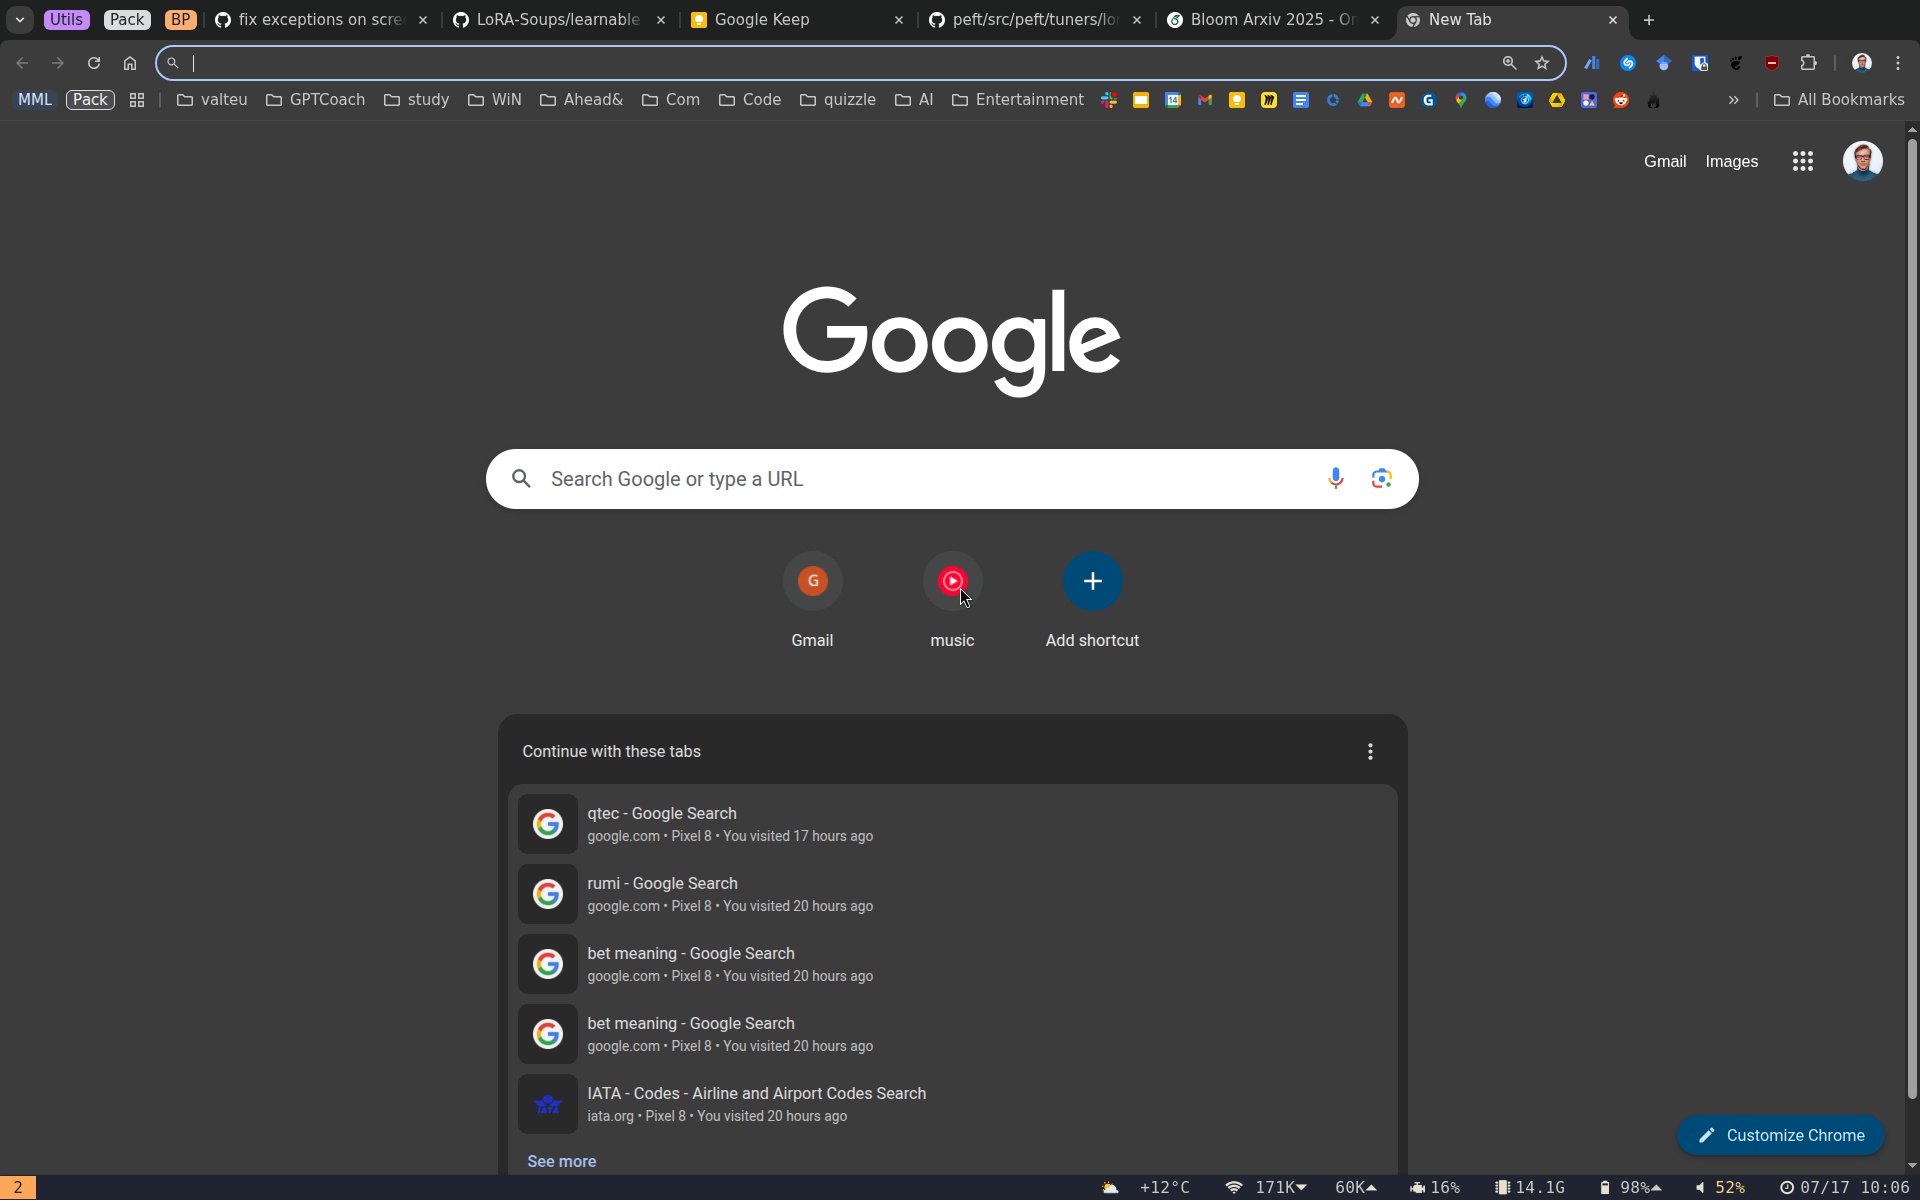 Utils Pack BP fix exceptions on scre LoRA-Soups/learnable Google Keep peft/src/peft/tuners/lo Bloom Arxiv 2025 - O New Tab
MML Pack valteu GPTCoach study WiN Ahead& Com Code quizzle AI Entertainment All Bookmarks
Gmail Images
Google
Search Google or type a URL
G
Gmail music Add shortcut
Continue with these tabs
qtec - Google Search
google.com • Pixel 8 • You visited 17 hours ago
rumi - Google Search
google.com • Pixel 8 • You visited 20 hours ago
bet meaning - Google Search
google.com • Pixel 8 • You visited 20 hours ago
bet meaning - Google Search
google.com • Pixel 8 • You visited 20 hours ago
IATA - Codes - Airline and Airport Codes Search
iata.org • Pixel 8 • You visited 20 hours ago
See more
Customize Chrome
2 +12°C 171K 60K 16% 14.1G 98% 52% 07/17 10:06